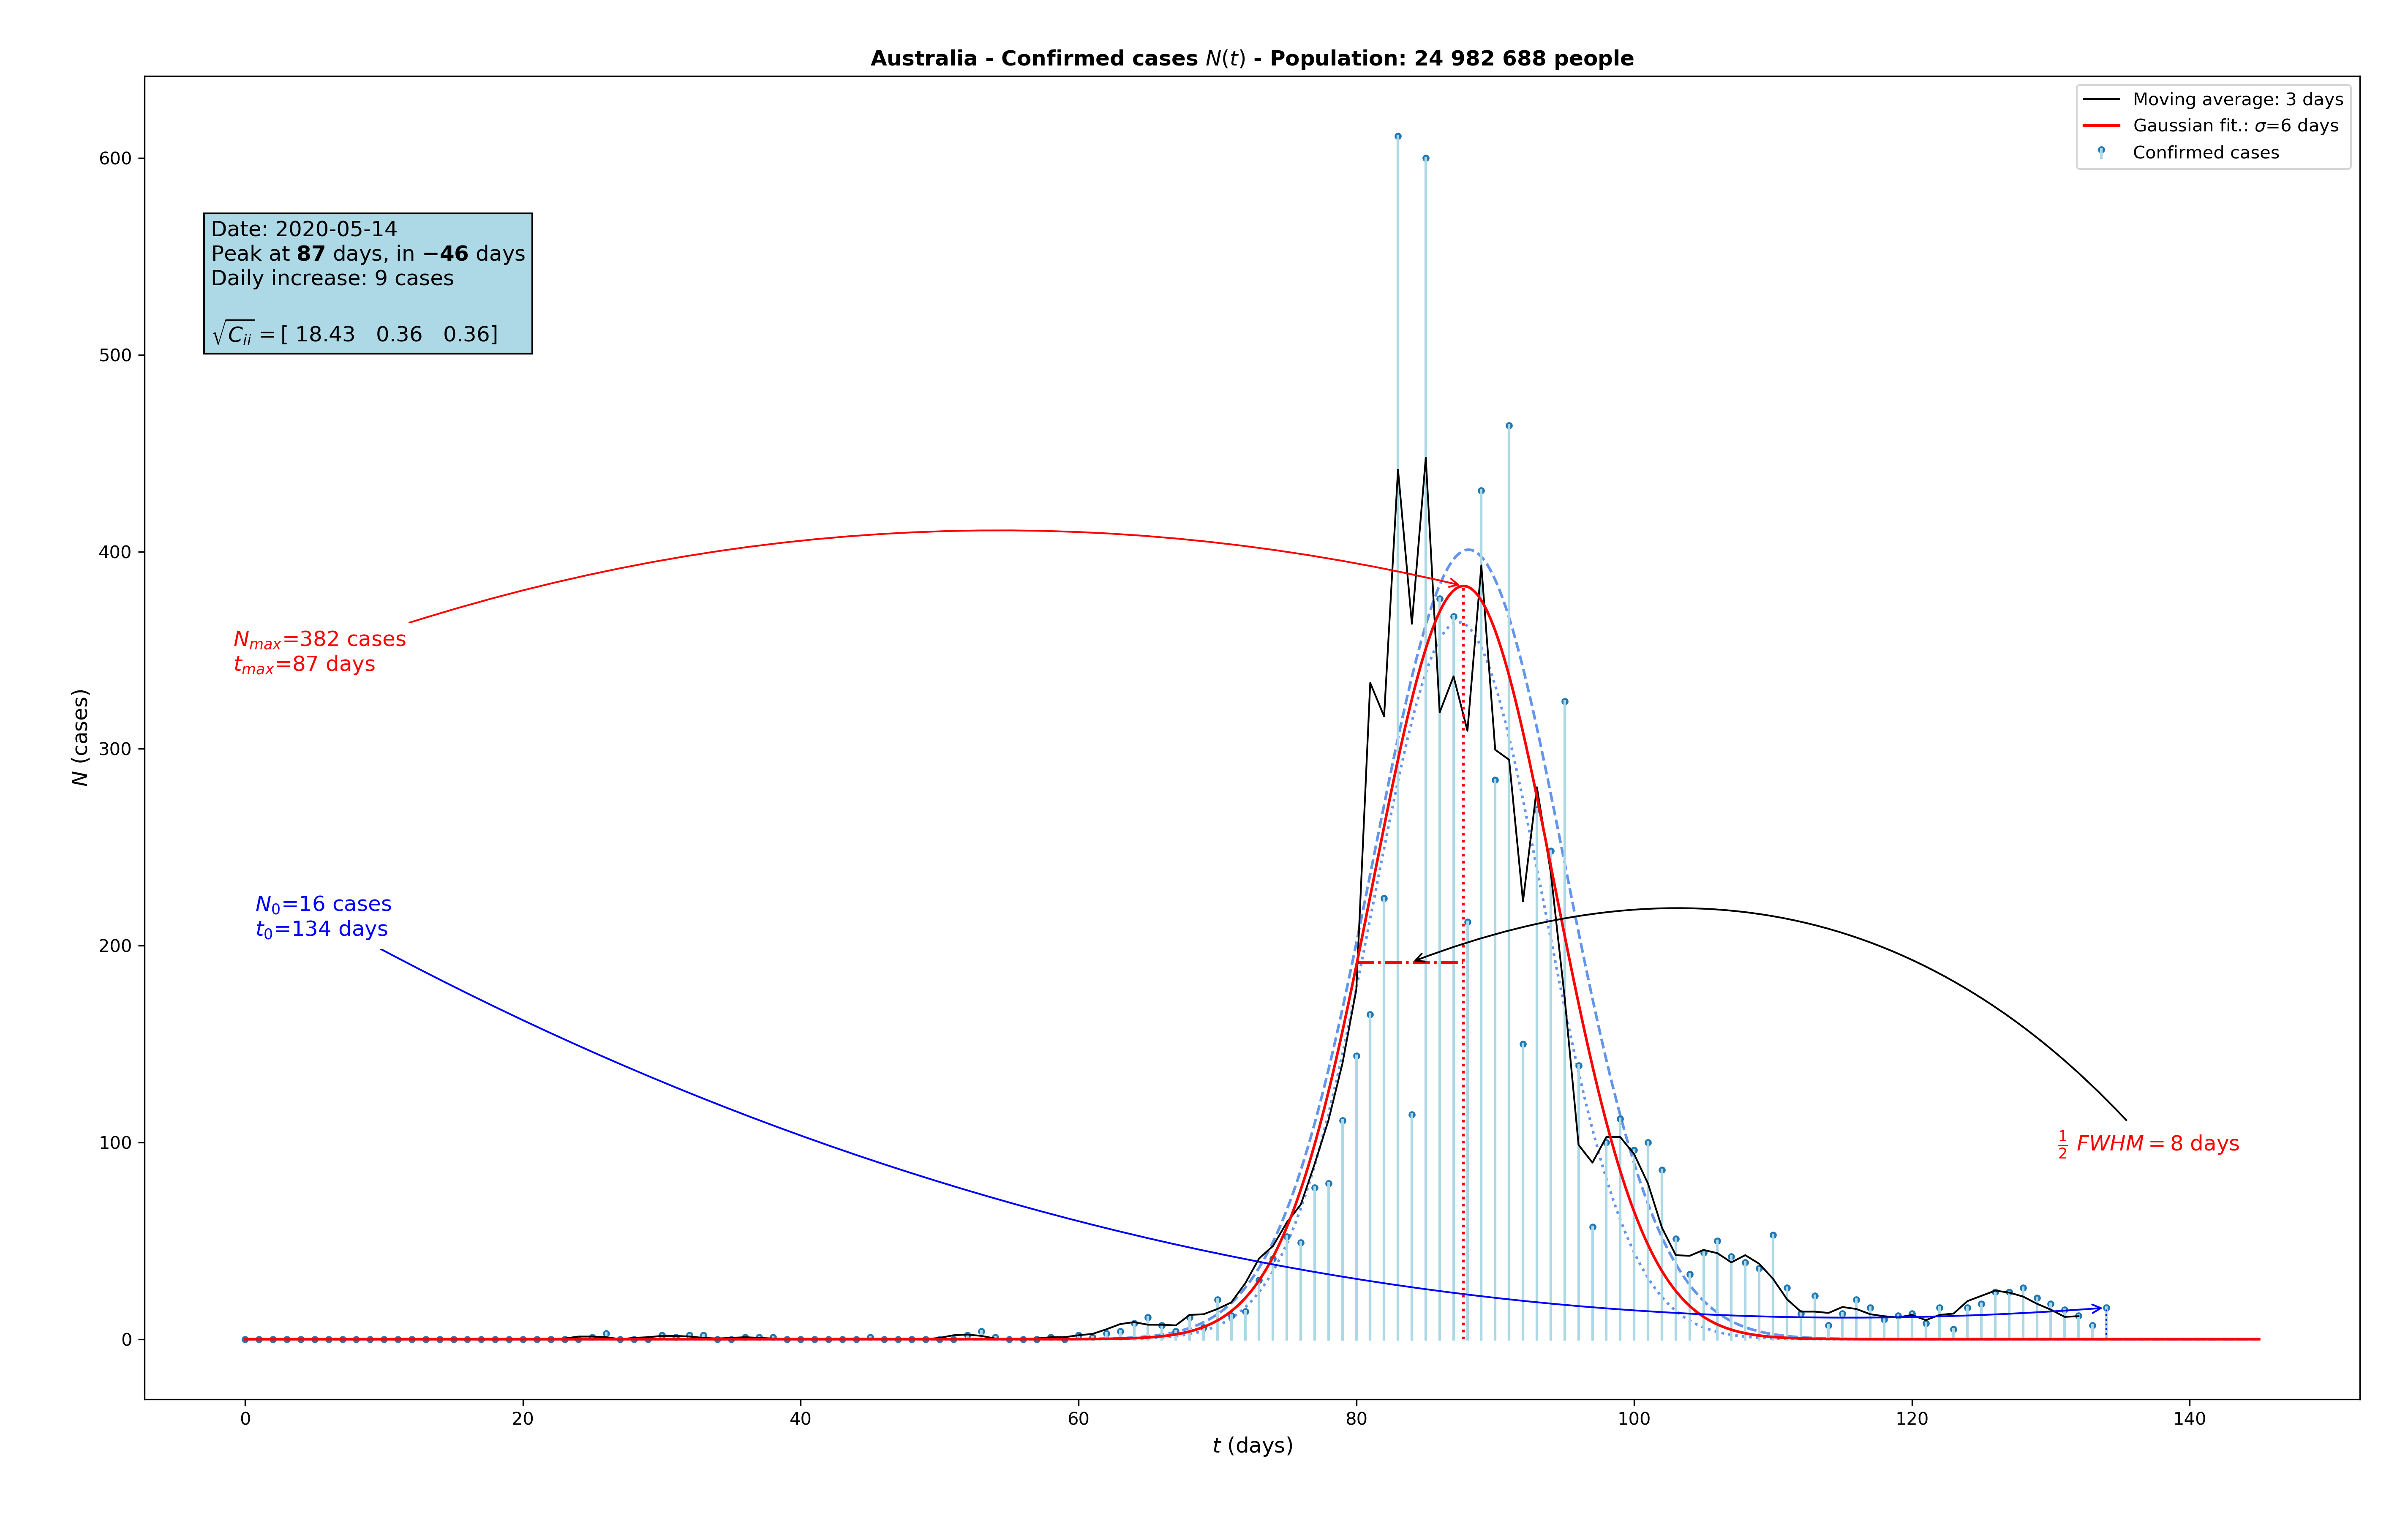 Australia - Confirmed cases N(t) - Population: 24 982 688 people
Moving average: 3 days
Gaussian fit.: σ=6 days
Confirmed cases
Date: 2020-05-14
Peak at 87 days, in −46 days
Daily increase: 9 cases
√C_ii = [ 18.43 0.36 0.36]
N_max=382 cases
t_max=87 days
N_0=16 cases
t_0=134 days
1/2 FWHM = 8 days
N (cases)
600
500
400
300
200
100
0
0 20 40 60 80 100 120 140
t (days)